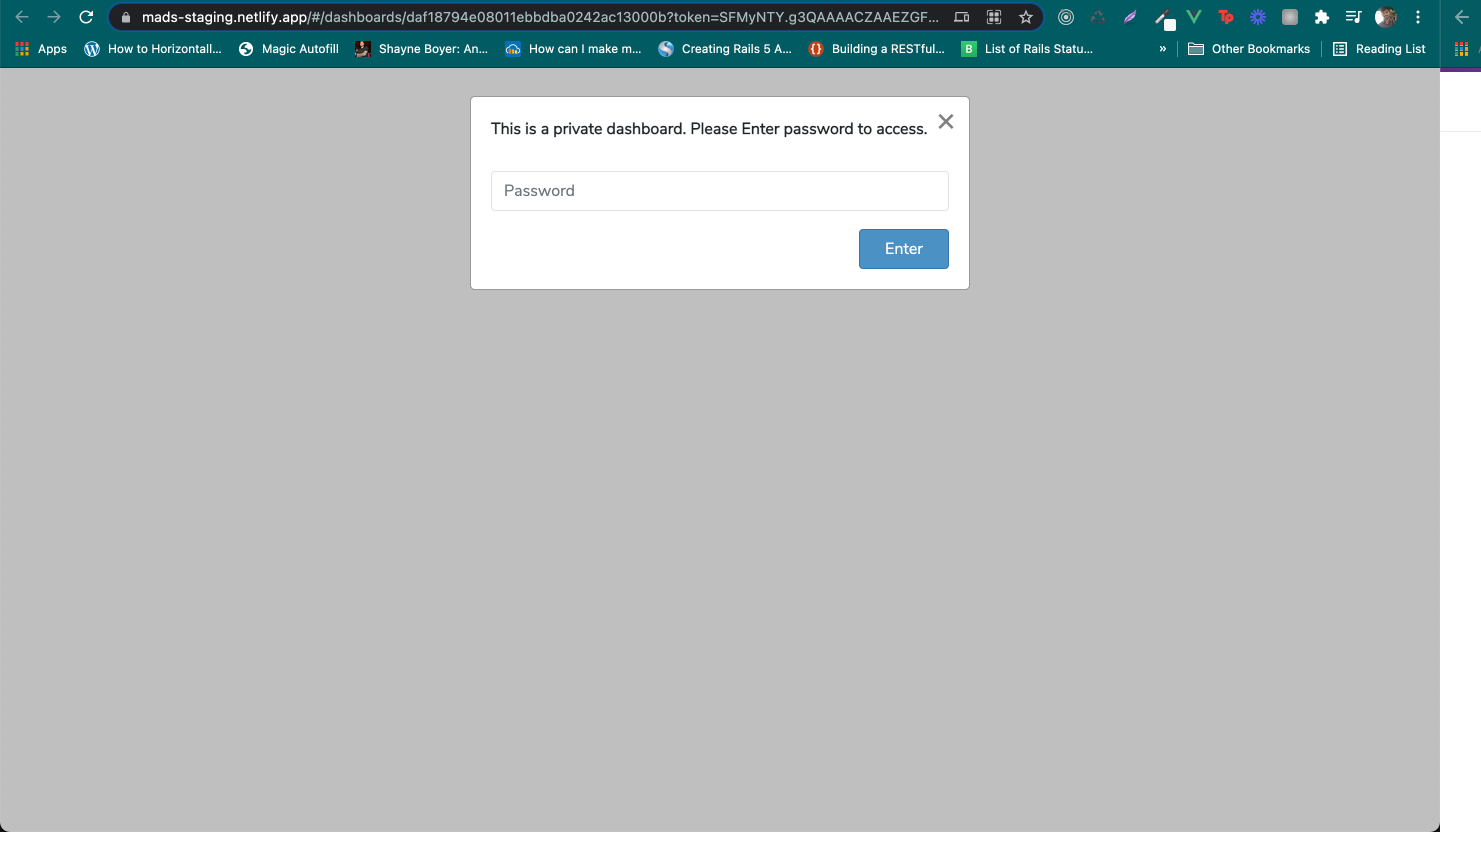 mads-staging.netlify.app/#/dashboards/daf18794e08011ebbdba0242ac13000b?token=SFMyNTY.g3QAAAACZAAEZGF...
Apps How to Horizontall... Magic Autofill Shayne Boyer: An... How can I make m... Creating Rails 5 A... Building a RESTful... B List of Rails Statu... » Other Bookmarks Reading List
This is a private dashboard. Please Enter password to access.
Password
Enter